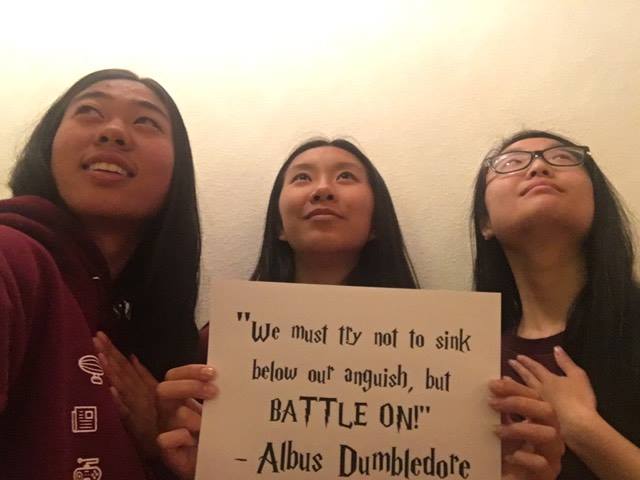 "We must try not to sink
below our anguish, but
BATTLE ON!"
- Albus Dumbledore